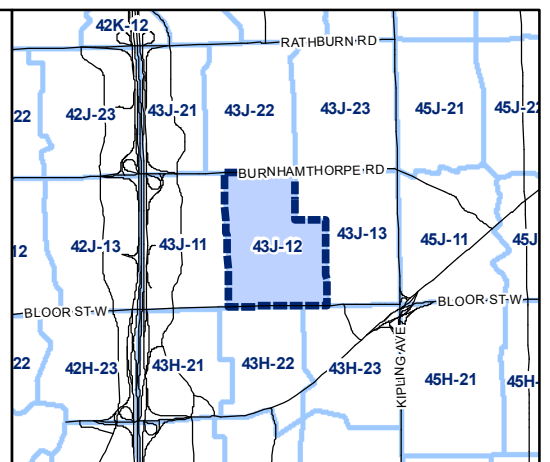 42K-12
RATHBURN RD
22 42J-23 43J-21 43J-22 43J-23 45J-21 45J-22
BURNHAMTHORPE RD
12 42J-13 43J-11 43J-12 43J-13 45J-11 45J
BLOOR ST W BLOOR ST W
22 42H-23 43H-21 43H-22 43H-23 KIPLING AVE 45H-21 45H-